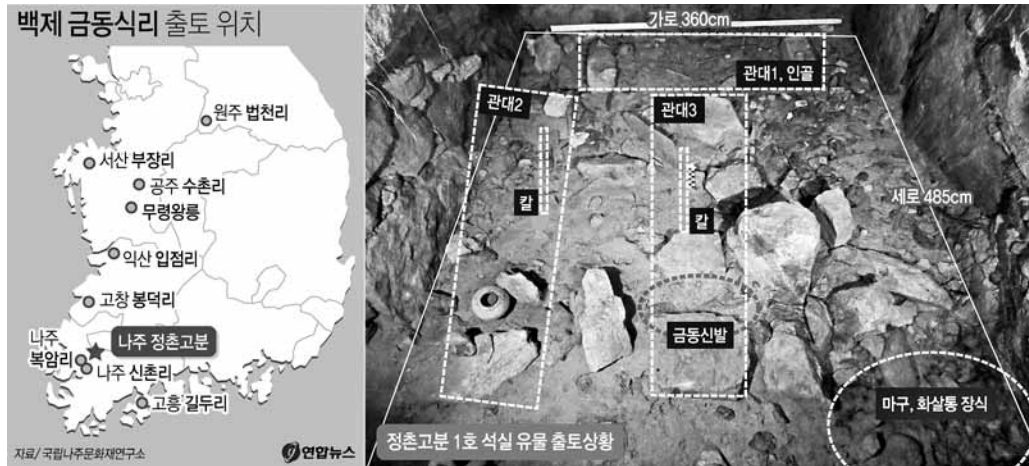 백제 금동식리 출토 위치
원주 법천리
서산 부장리
공주 수촌리
무령왕릉
익산 입점리
고창 봉덕리
나주
복암리
나주 정촌고분
나주 신촌리
고흥 길두리
자료/ 국립나주문화재연구소
연합뉴스
가로 360cm
관대1, 인골
관대2
관대3
칼
칼
세로 485cm
금동신발
마구, 화살통 장식
정촌고분 1호 석실 유물 출토상황